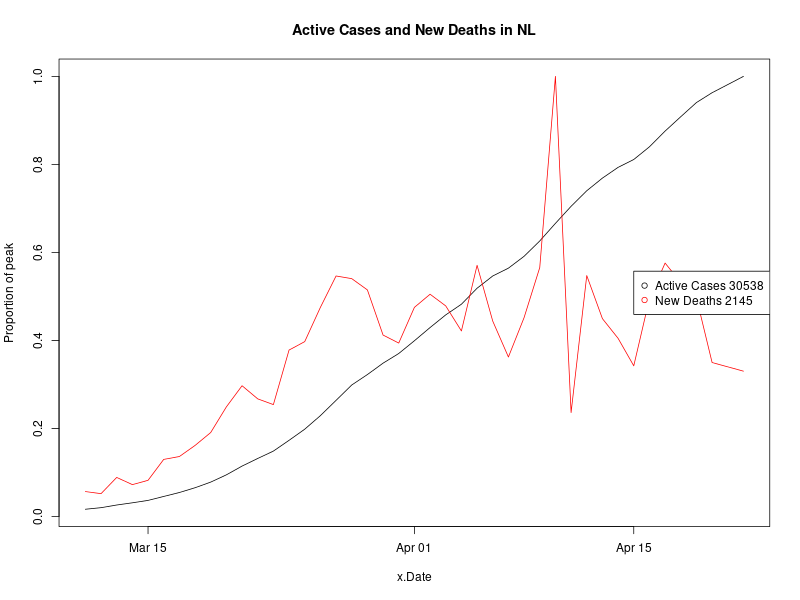 Active Cases and New Deaths in NL
Proportion of peak
1.0
0.8
0.6
0.4
0.2
0.0
Active Cases 30538
New Deaths 2145
Mar 15
Apr 01
Apr 15
x.Date